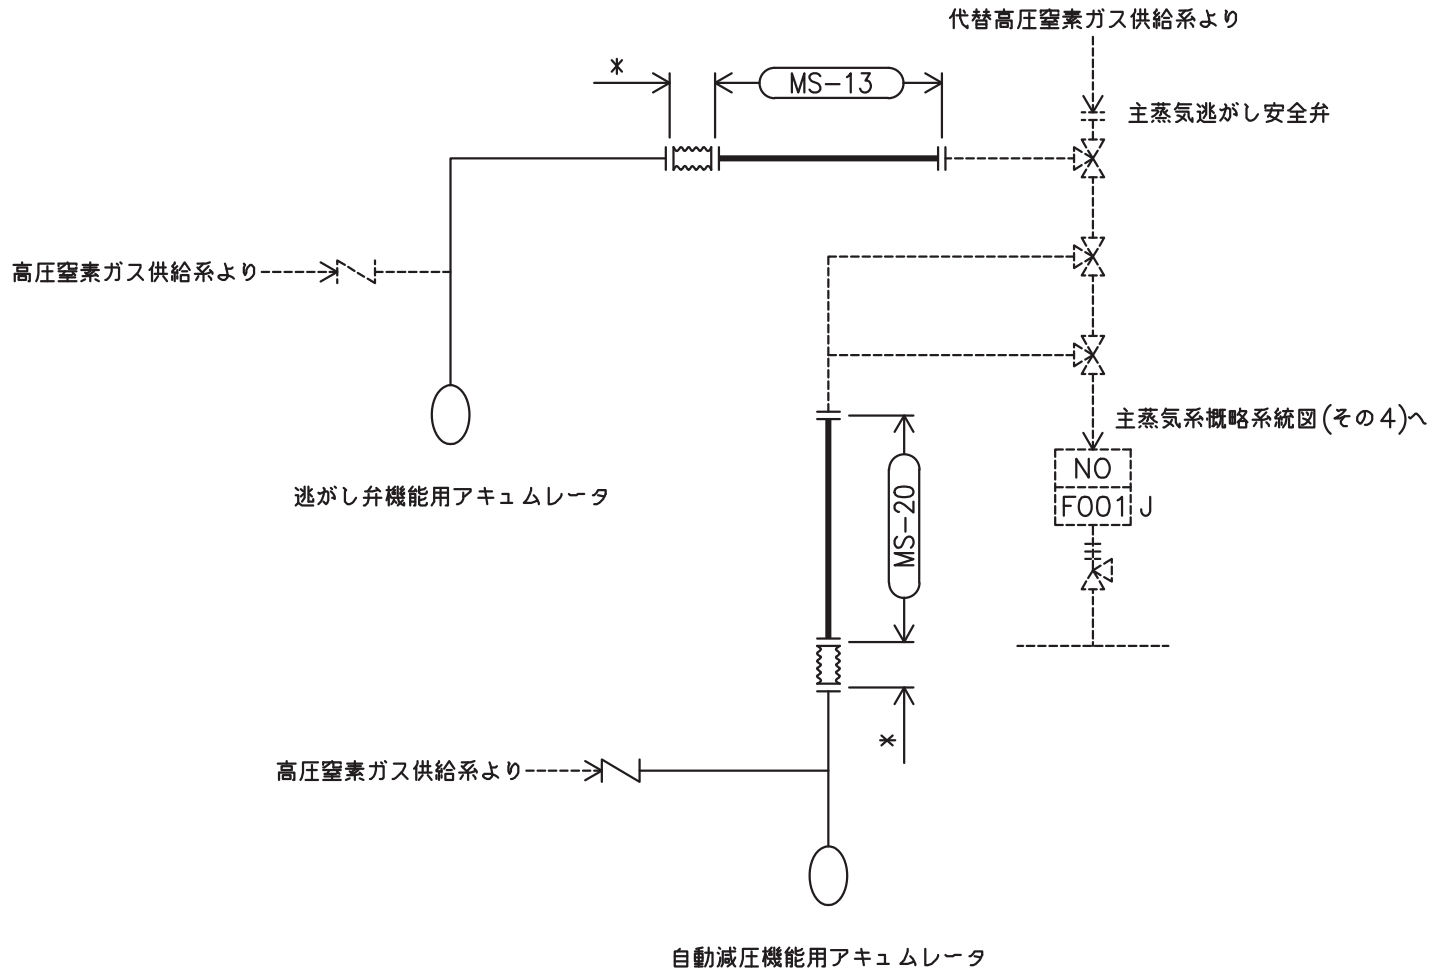 代替高圧窒素ガス供給系より
*
MS-13
主蒸気逃がし安全弁
高圧窒素ガス供給系より
主蒸気系概略系統図(その4)へ
NO
F001J
逃がし弁機能用アキュムレータ
MS-20
*
高圧窒素ガス供給系より
自動減圧機能用アキュムレータ